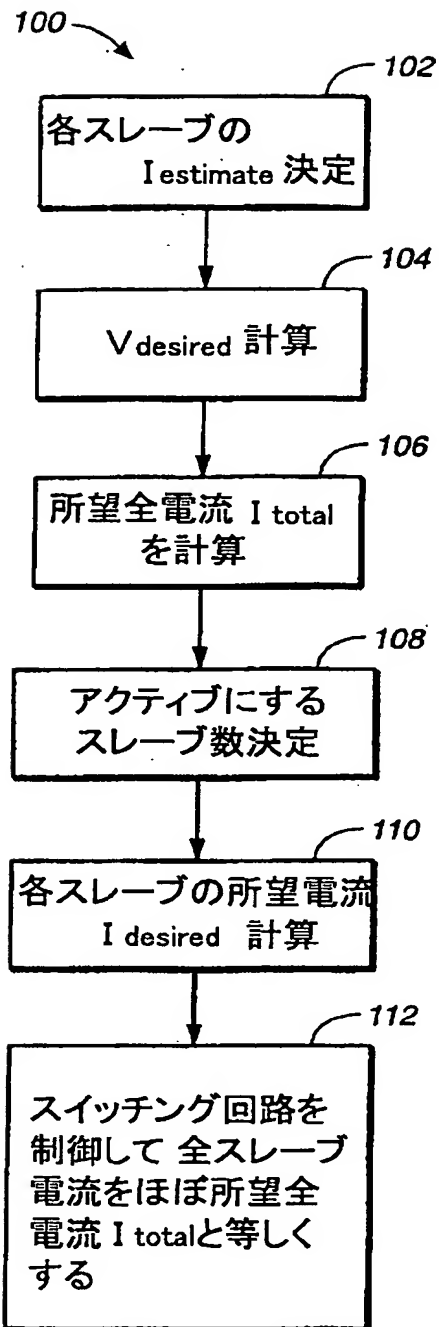 100
102
各スレーブの
Iestimate 決定
104
Vdesired 計算
106
所望全電流 I total
を計算
108
アクティブにする
スレーブ数決定
110
各スレーブの所望電流
I desired 計算
112
スイッチング回路を
制御して 全スレーブ
電流をほぼ所望全
電流 I totalと等しく
する